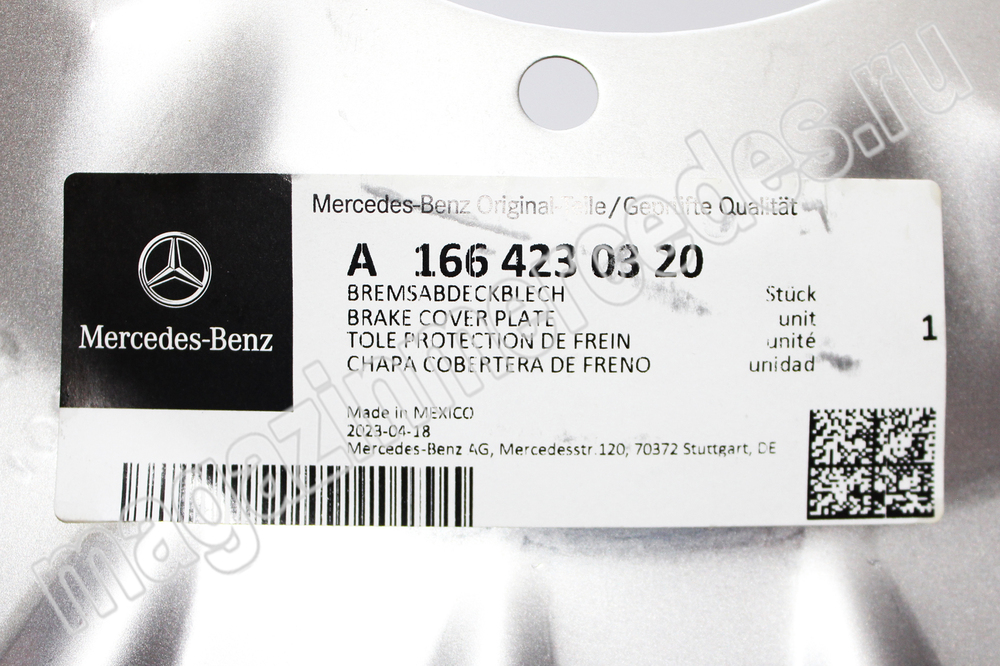 Mercedes-Benz Original-Teile/Geprüfte Qualität
A 166 423 03 20
BREMSABDECKBLECH Stück
BRAKE COVER PLATE unit
TOLE PROTECTION DE FREIN unité
CHAPA COBERTERA DE FRENO unidad
1
Mercedes-Benz
Made in MEXICO
2023-04-18
Mercedes-Benz AG, Mercedesstr.120; 70372 Stuttgart, DE
magazinmercedes.ru